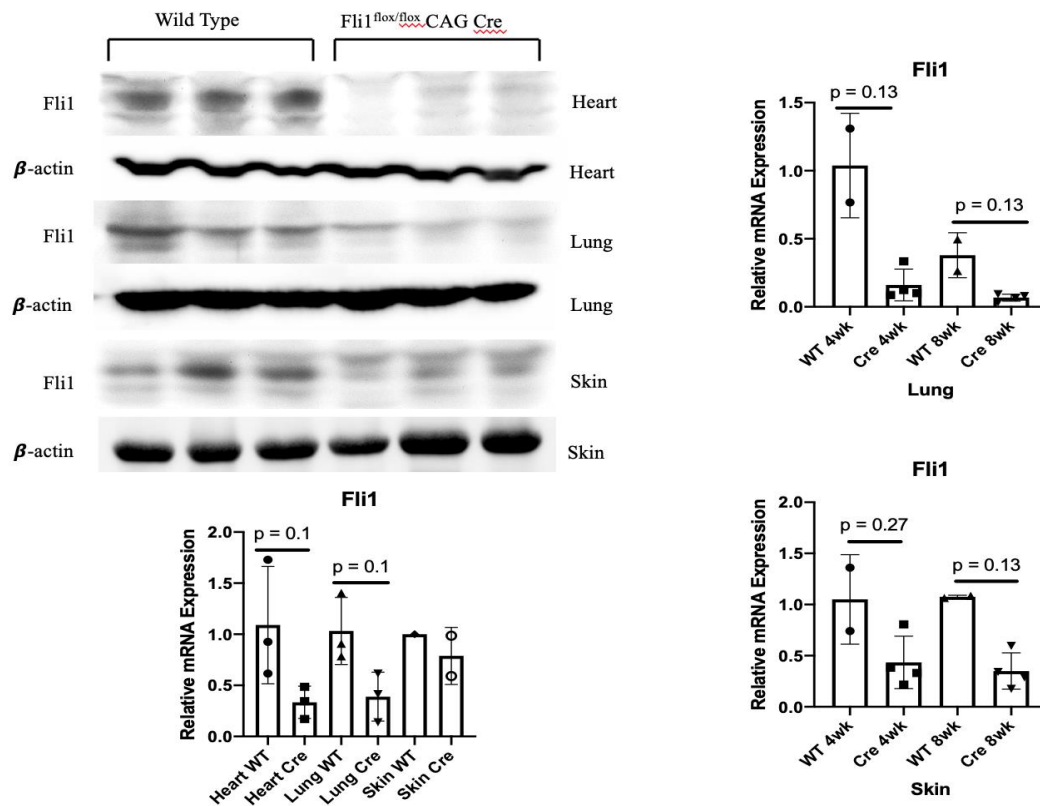 Wild Type
Fli1flox/flox CAG Cre
Fli1
Heart
β-actin
Heart
Fli1
Lung
β-actin
Lung
Fli1
Skin
β-actin
Skin
Fli1
Relative mRNA Expression
2.0
1.5
1.0
0.5
0.0
p = 0.1
p = 0.1
Heart WT
Heart Cre
Lung WT
Lung Cre
Skin WT
Skin Cre
Fli1
Relative mRNA Expression
1.5
1.0
0.5
0.0
p = 0.13
p = 0.13
WT 4wk
Cre 4wk
WT 8wk
Cre 8wk
Lung
Fli1
Relative mRNA Expression
2.0
1.5
1.0
0.5
0.0
p = 0.27
p = 0.13
WT 4wk
Cre 4wk
WT 8wk
Cre 8wk
Skin